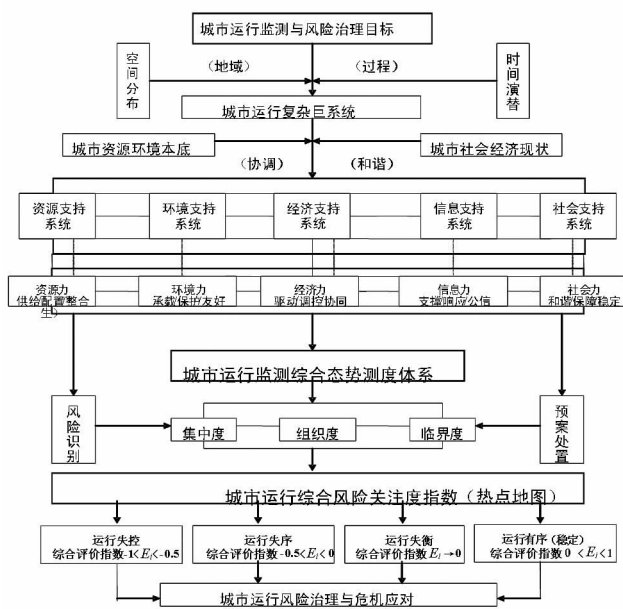 城市运行监测与风险治理目标
空间分布
（地域）
（过程）
时间演替
城市运行复杂巨系统
城市资源环境本底
城市社会经济现状
（协调）
（和谐）
资源支持
系统
环境支持
系统
经济支持
系统
信息支持
系统
社会支持
系统
资源力
供给配置整合
生）
环境力
承载保护友好
经济力
驱动调控协同
信息力
支撑响应公信
社会力
和谐保障稳定
城市运行监测综合态势测度体系
风险识别
集中度
组织度
临界度
预案处置
城市运行综合风险关注度指数（热点地图）
运行失控
综合评价指数-1<E_i<-0.5
运行失序
综合评价指数-0.5<E_i<0
运行失衡
综合评价指数E_i→0
运行有序（稳定）
综合评价指数0 <E_i<1
城市运行风险治理与危机应对